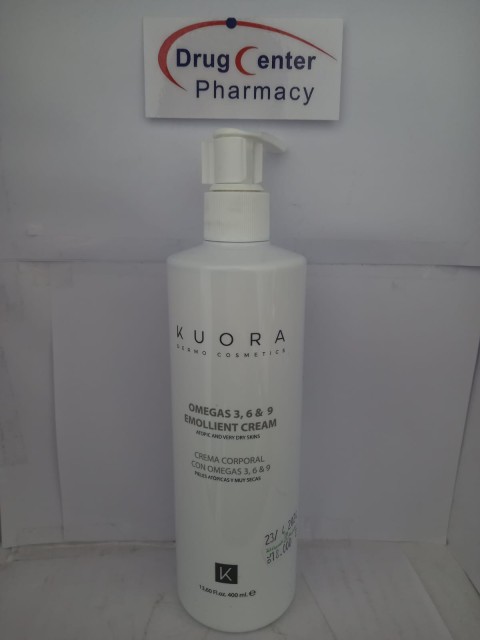 Drug Center
Pharmacy
KUORA
DERMO COSMETICS
OMEGAS 3, 6 & 9
EMOLLIENT CREAM
ATOPIC AND VERY DRY SKINS
CREMA CORPORAL
CON OMEGAS 3, 6 & 9
PIELES ATÓPICAS Y MUY SECAS
K
13,60 Fl.oz. 400 ml. e